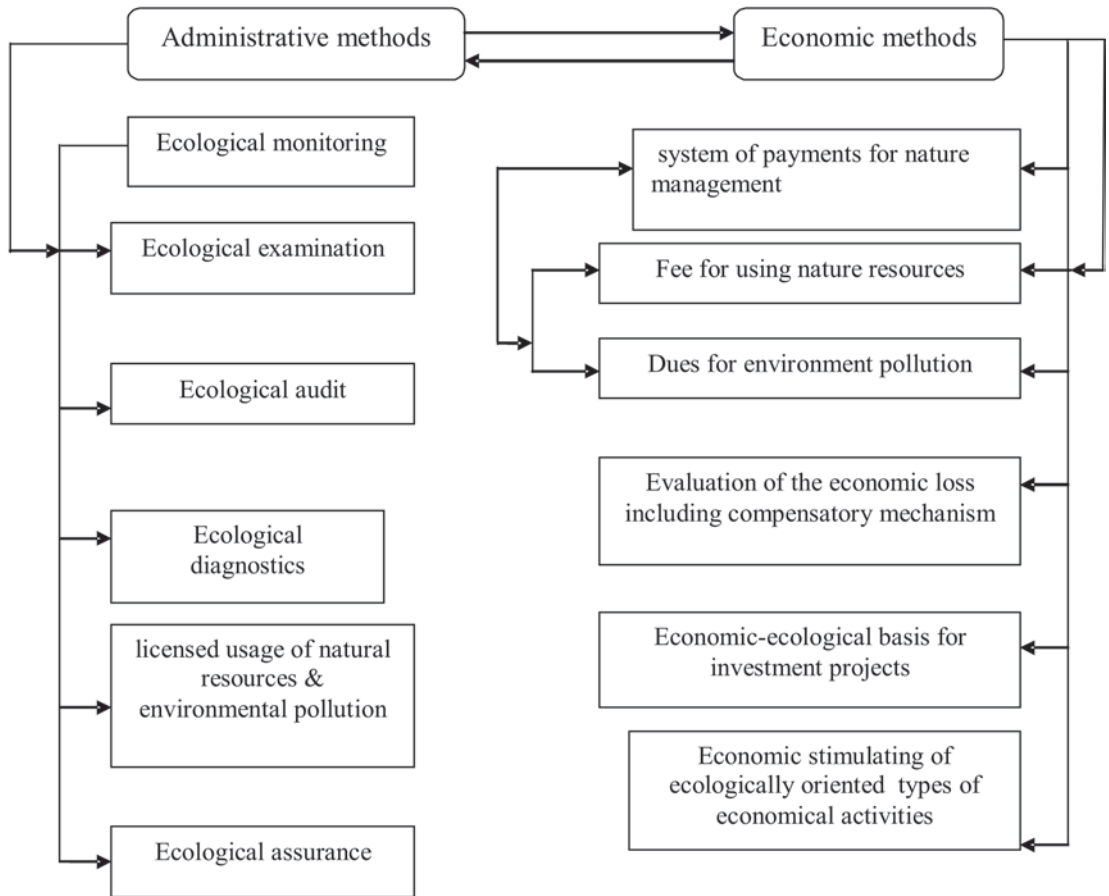 Administrative methods
Economic methods
Ecological monitoring
Ecological examination
Ecological audit
Ecological
diagnostics
licensed usage of natural
resources &
environmental pollution
Ecological assurance
system of payments for nature
management
Fee for using nature resources
Dues for environment pollution
Evaluation of the economic loss
including compensatory mechanism
Economic-ecological basis for
investment projects
Economic stimulating of
ecologically oriented types of
economical activities